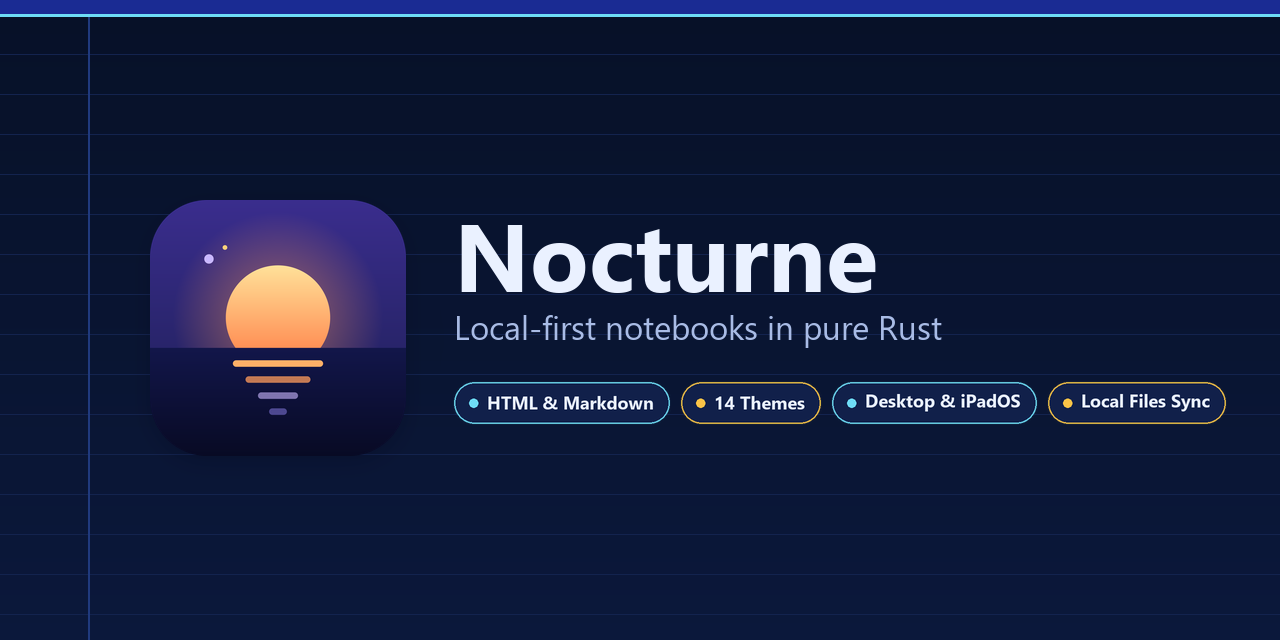 Nocturne
Local-first notebooks in pure Rust
HTML & Markdown
14 Themes
Desktop & iPadOS
Local Files Sync